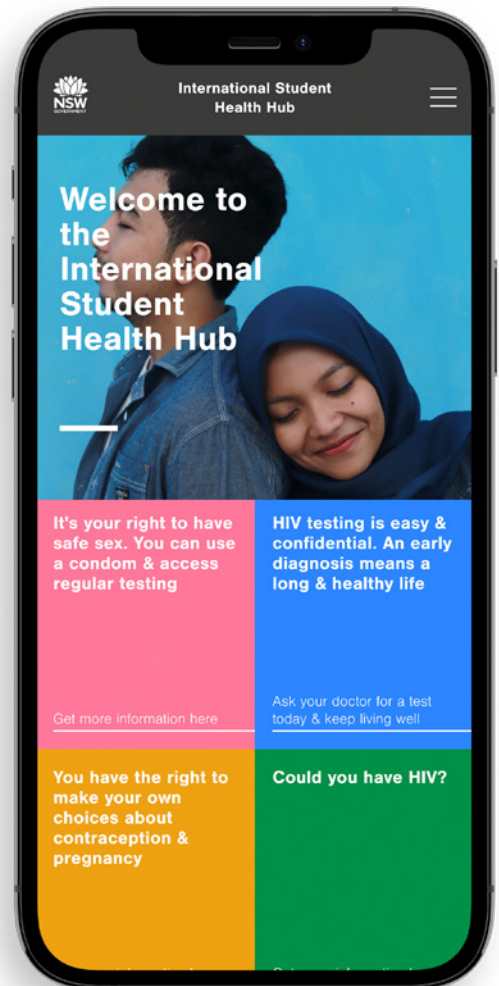 NSW
GOVERNMENT
International Student
Health Hub
Welcome to
the
International
Student
Health Hub
It's your right to have
safe sex. You can use
a condom & access
regular testing
Get more information here
HIV testing is easy &
confidential. An early
diagnosis means a
long & healthy life
Ask your doctor for a test
today & keep living well
You have the right to
make your own
choices about
contraception &
pregnancy
Could you have HIV?